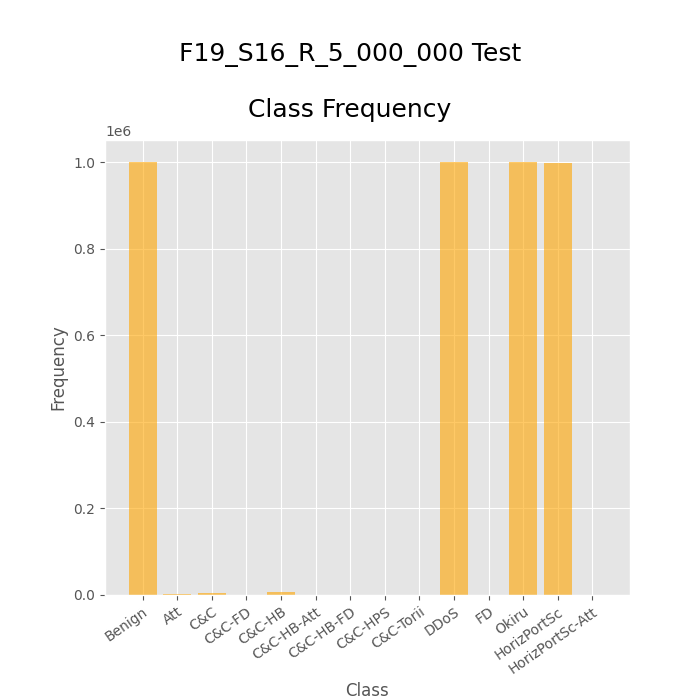 F19_S16_R_5_000_000 Test
Class Frequency
1e6
1.0
0.8
0.6
0.4
0.2
0.0
Frequency
Benign
Att
C&C
C&C-FD
C&C-HB
C&C-HB-Att
C&C-HB-FD
C&C-HPS
C&C-Torii
DDoS
FD
Okiru
HorizPortSc
HorizPortSc-Att
Class